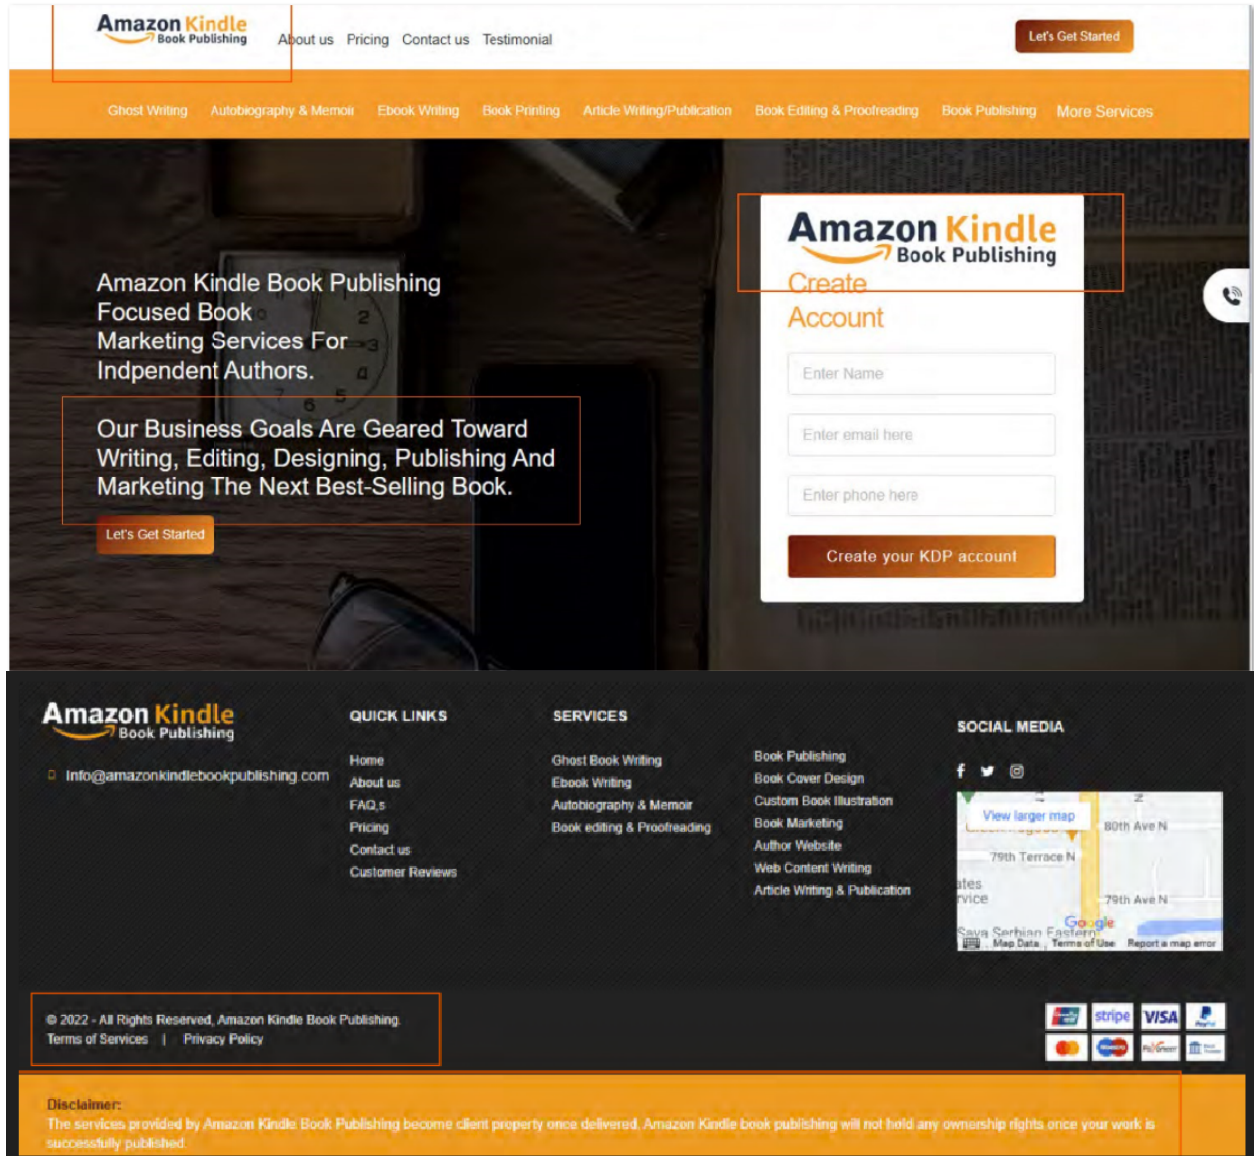 Amazon Kindle
Book Publishing
About us Pricing Contact us Testimonial
Let's Get Started
Ghost Writing Autobiography & Memoir Ebook Writing Book Printing Article Writing/Publication Book Editing & Proofreading Book Publishing More Services
Amazon Kindle Book Publishing
Focused Book
Marketing Services For
Indpendent Authors.
Our Business Goals Are Geared Toward
Writing, Editing, Designing, Publishing And
Marketing The Next Best-Selling Book.
Let's Get Started
Amazon Kindle
Book Publishing
Create
Account
Enter Name
Enter email here
Enter phone here
Create your KDP account
Amazon Kindle
Book Publishing
Info@amazonkindlebookpublishing.com
QUICK LINKS
Home
About us
FAQ,s
Pricing
Contact us
Customer Reviews
SERVICES
Ghost Book Writing
Ebook Writing
Autobiography & Memoir
Book editing & Proofreading
Book Publishing
Book Cover Design
Custom Book Illustration
Book Marketing
Author Website
Web Content Writing
Article Writing & Publication
SOCIAL MEDIA
View larger map
80th Ave N
79th Terrace N
79th Ave N
Google
Sava Serbian Eastern
Map Data Terms of Use Report a map error
© 2022 - All Rights Reserved, Amazon Kindle Book Publishing.
Terms of Services | Privacy Policy
stripe VISA PayPal
Disclaimer:
The services provided by Amazon Kindle Book Publishing become client property once delivered, Amazon Kindle book publishing will not hold any ownership rights once your work is
successfully published.